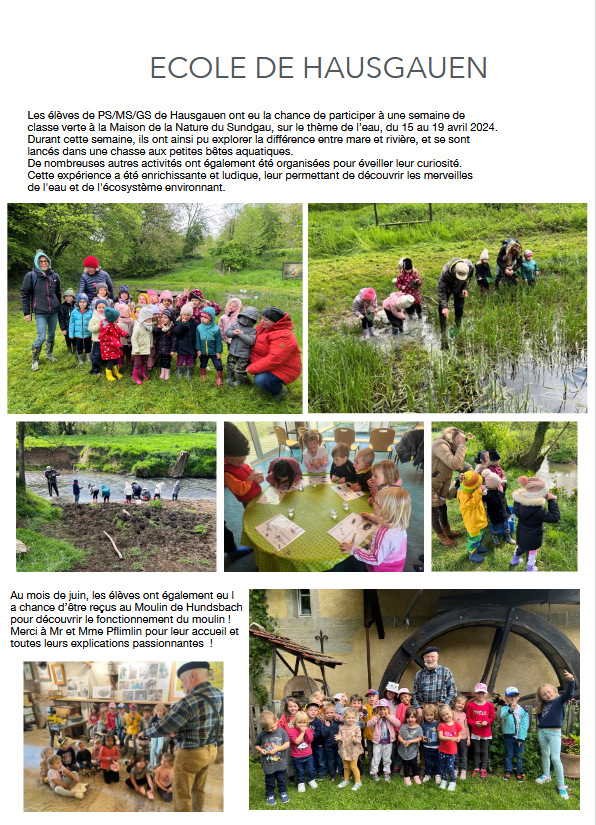 ECOLE DE HAUSGAUEN
Les élèves de PS/MS/GS de Hausgauen ont eu la chance de participer à une semaine de
classe verte à la Maison de la Nature du Sundgau, sur le thème de l'eau, du 15 au 19 avril 2024.
Durant cette semaine, ils ont ainsi pu explorer la différence entre mare et rivière, et se sont
lancés dans une chasse aux petites bêtes aquatiques.
De nombreuses autres activités ont également été organisées pour éveiller leur curiosité.
Cette expérience a été enrichissante et ludique, leur permettant de découvrir les merveilles
de l'eau et de l'écosystème environnant.
Au mois de juin, les élèves ont également eu l
a chance d'être reçus au Moulin de Hundsbach
pour découvrir le fonctionnement du moulin !
Merci à Mr et Mme Pflimlin pour leur accueil et
toutes leurs explications passionnantes !